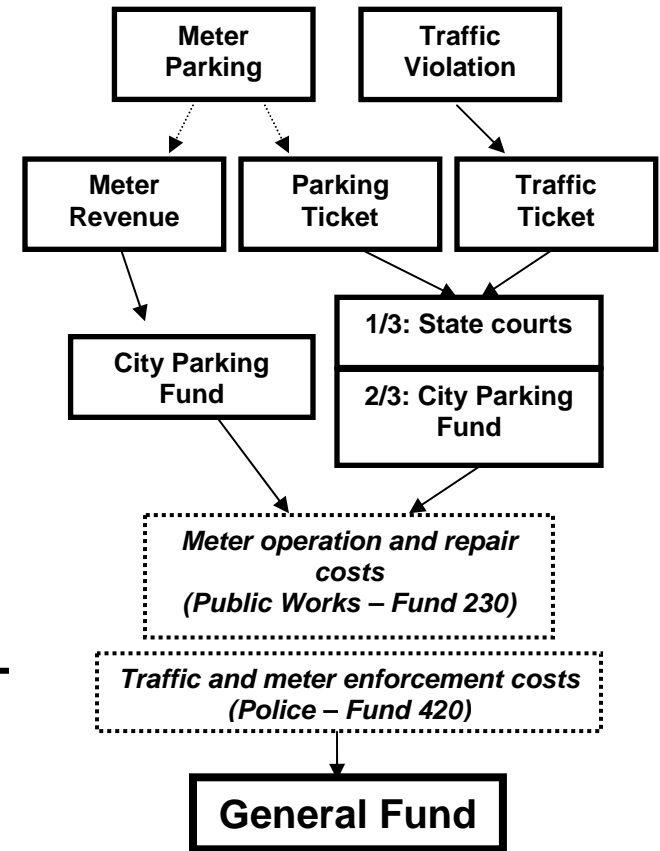 Meter
Parking
Traffic
Violation
Meter
Revenue
Parking
Ticket
Traffic
Ticket
1/3: State courts
City Parking
Fund
2/3: City Parking
Fund
Meter operation and repair
costs
(Public Works – Fund 230)
Traffic and meter enforcement costs
(Police – Fund 420)
General Fund